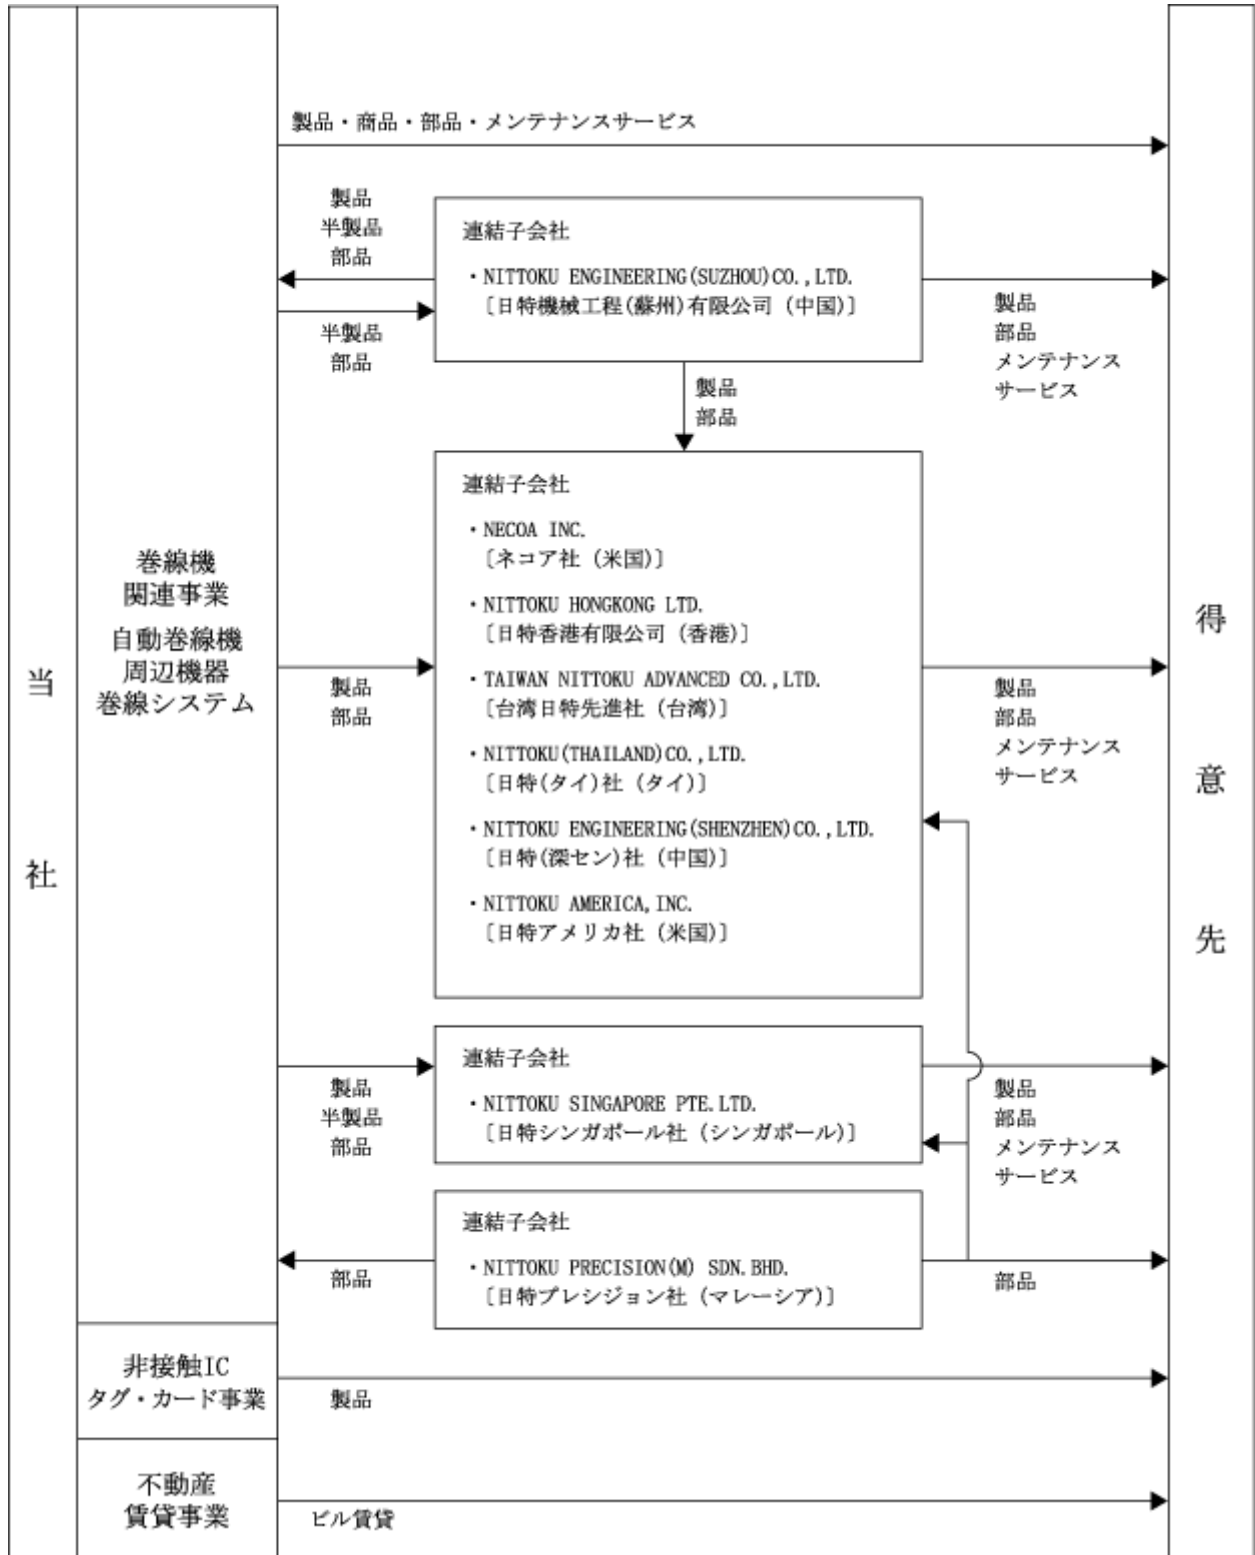 当社
巻線機
関連事業
自動巻線機
周辺機器
巻線システム
製品・商品・部品・メンテナンスサービス
製品
半製品
部品
半製品
部品
連結子会社
・NITTOKU ENGINEERING(SUZHOU)CO.,LTD.
〔日特機械工程(蘇州)有限公司 (中国)〕
製品
部品
メンテナンス
サービス
製品
部品
連結子会社
・NECOA INC.
〔ネコア社 (米国)〕
・NITTOKU HONGKONG LTD.
〔日特香港有限公司 (香港)〕
・TAIWAN NITTOKU ADVANCED CO.,LTD.
〔台湾日特先進社 (台湾)〕
・NITTOKU(THAILAND)CO.,LTD.
〔日特(タイ)社 (タイ)〕
・NITTOKU ENGINEERING(SHENZHEN)CO.,LTD.
〔日特(深セン)社 (中国)〕
・NITTOKU AMERICA,INC.
〔日特アメリカ社 (米国)〕
製品
部品
製品
部品
メンテナンス
サービス
製品
半製品
部品
連結子会社
・NITTOKU SINGAPORE PTE.LTD.
〔日特シンガポール社 (シンガポール)〕
製品
部品
メンテナンス
サービス
部品
連結子会社
・NITTOKU PRECISION(M) SDN.BHD.
〔日特プレシジョン社 (マレーシア)〕
部品
非接触IC
タグ・カード事業
製品
不動産
賃貸事業
ビル賃貸
得意先